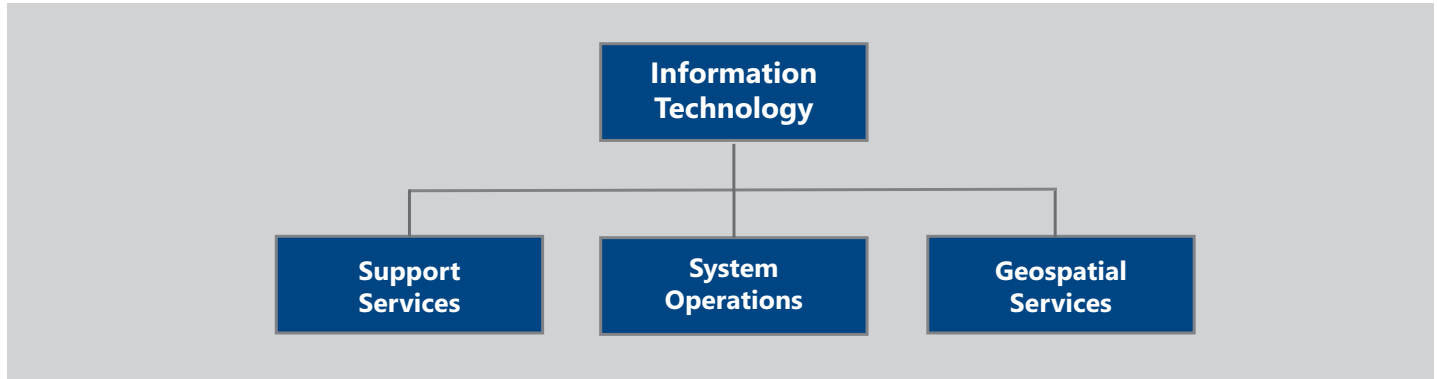 Information
Technology
Support
Services
System
Operations
Geospatial
Services